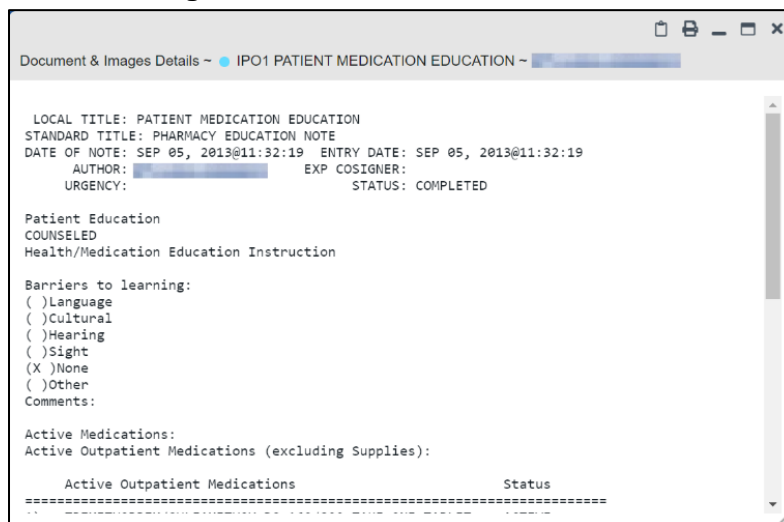 Document & Images Details ~ IPO1 PATIENT MEDICATION EDUCATION ~
LOCAL TITLE: PATIENT MEDICATION EDUCATION
STANDARD TITLE: PHARMACY EDUCATION NOTE
DATE OF NOTE: SEP 05, 2013@11:32:19 ENTRY DATE: SEP 05, 2013@11:32:19
AUTHOR: EXP COSIGNER:
URGENCY: STATUS: COMPLETED
Patient Education
COUNSELED
Health/Medication Education Instruction
Barriers to learning:
( )Language
( )Cultural
( )Hearing
( )Sight
(X )None
( )Other
Comments:
Active Medications:
Active Outpatient Medications (excluding Supplies):
Active Outpatient Medications Status
=========================================================================